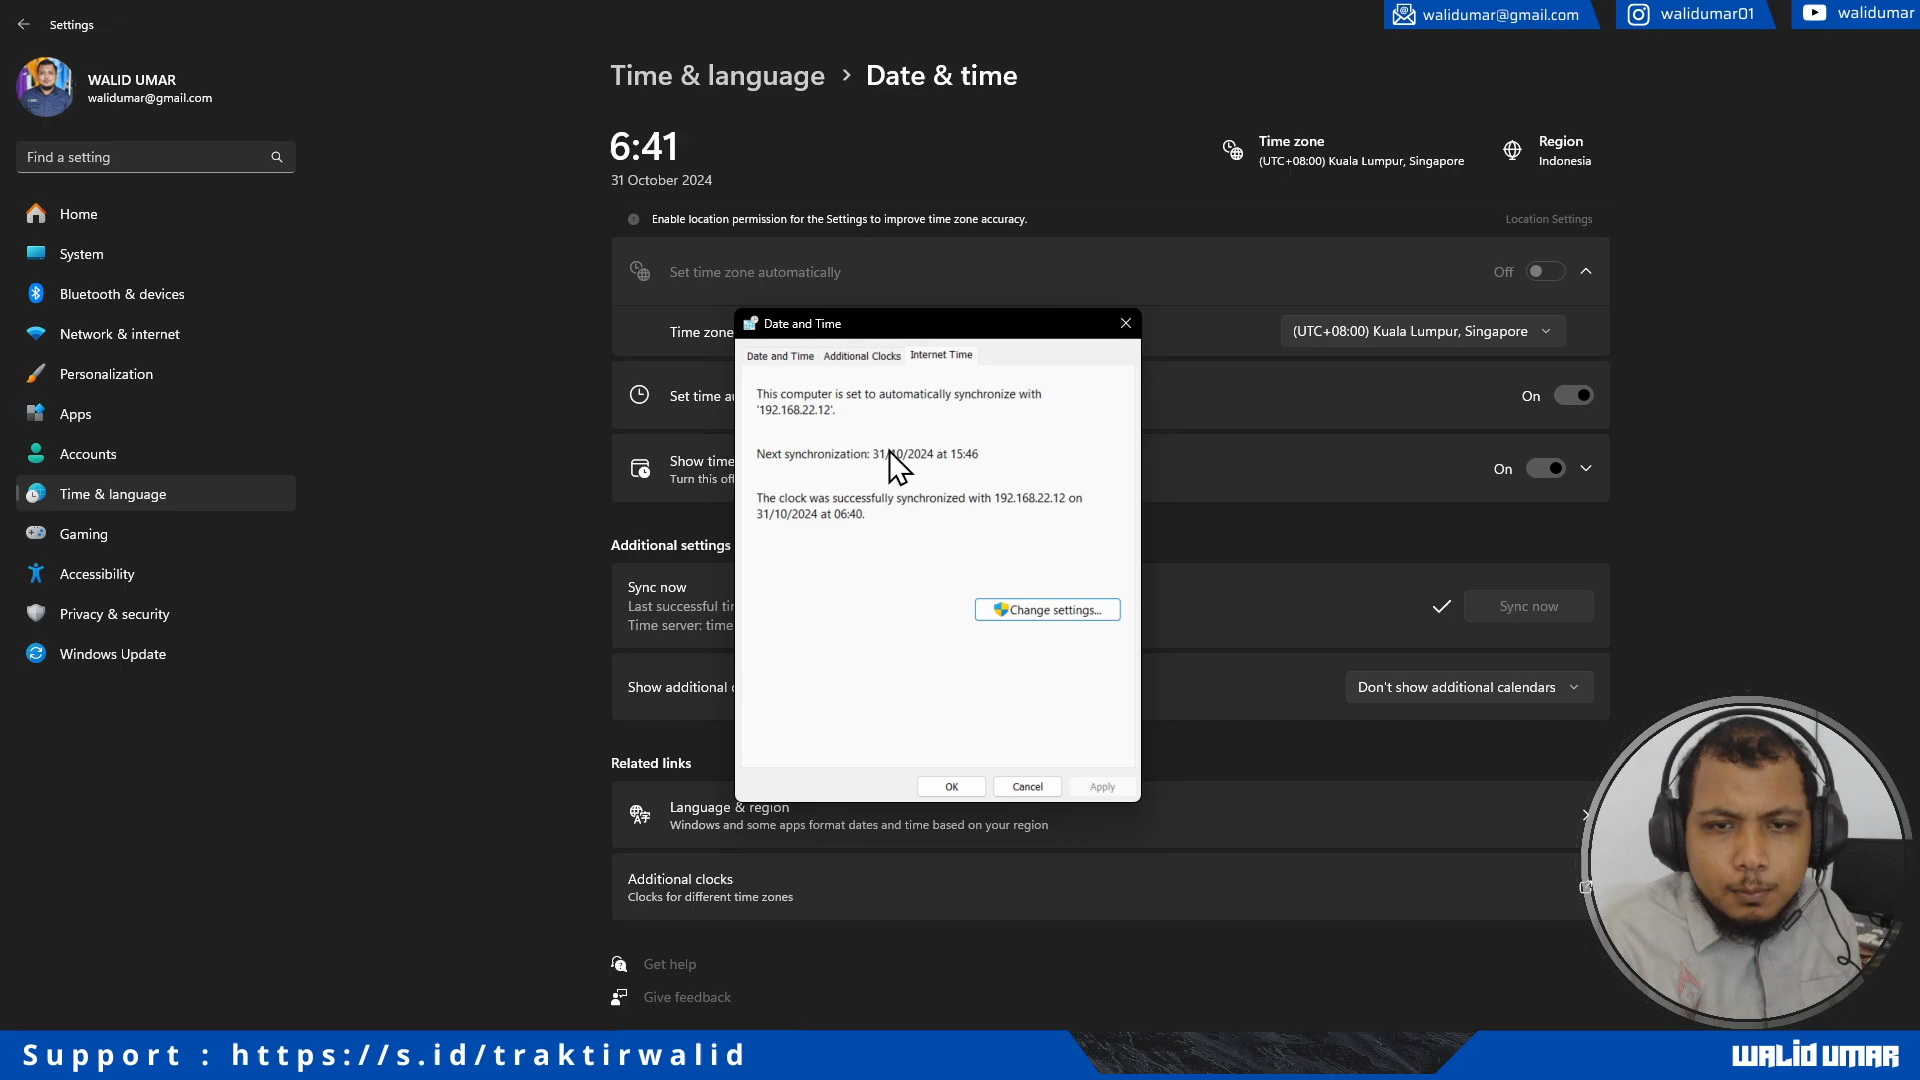 Settings
walidumar@gmail.com
walidumar01
walidumar
WALID UMAR
walidumar@gmail.com
Find a setting
Home
System
Bluetooth & devices
Network & internet
Personalization
Apps
Accounts
Time & language
Gaming
Accessibility
Privacy & security
Windows Update
Time & language > Date & time
6:41
31 October 2024
Time zone
(UTC+08:00) Kuala Lumpur, Singapore
Region
Indonesia
Enable location permission for the Settings to improve time zone accuracy.
Location Settings
Set time zone automatically
Off
Time zone
(UTC+08:00) Kuala Lumpur, Singapore
Set time au
On
Show time
Turn this off
On
Additional settings
Sync now
Last successful tim
Time server: time
Sync now
Show additional c
Don't show additional calendars
Related links
Language & region
Windows and some apps format dates and time based on your region
Additional clocks
Clocks for different time zones
Get help
Give feedback
Date and Time
Date and Time
Additional Clocks
Internet Time
This computer is set to automatically synchronize with
'192.168.22.12'.
Next synchronization: 31/10/2024 at 15:46
The clock was successfully synchronized with 192.168.22.12 on
31/10/2024 at 06:40.
Change settings...
OK
Cancel
Apply
Support : https://s.id/traktirwalid
WALID UMAR